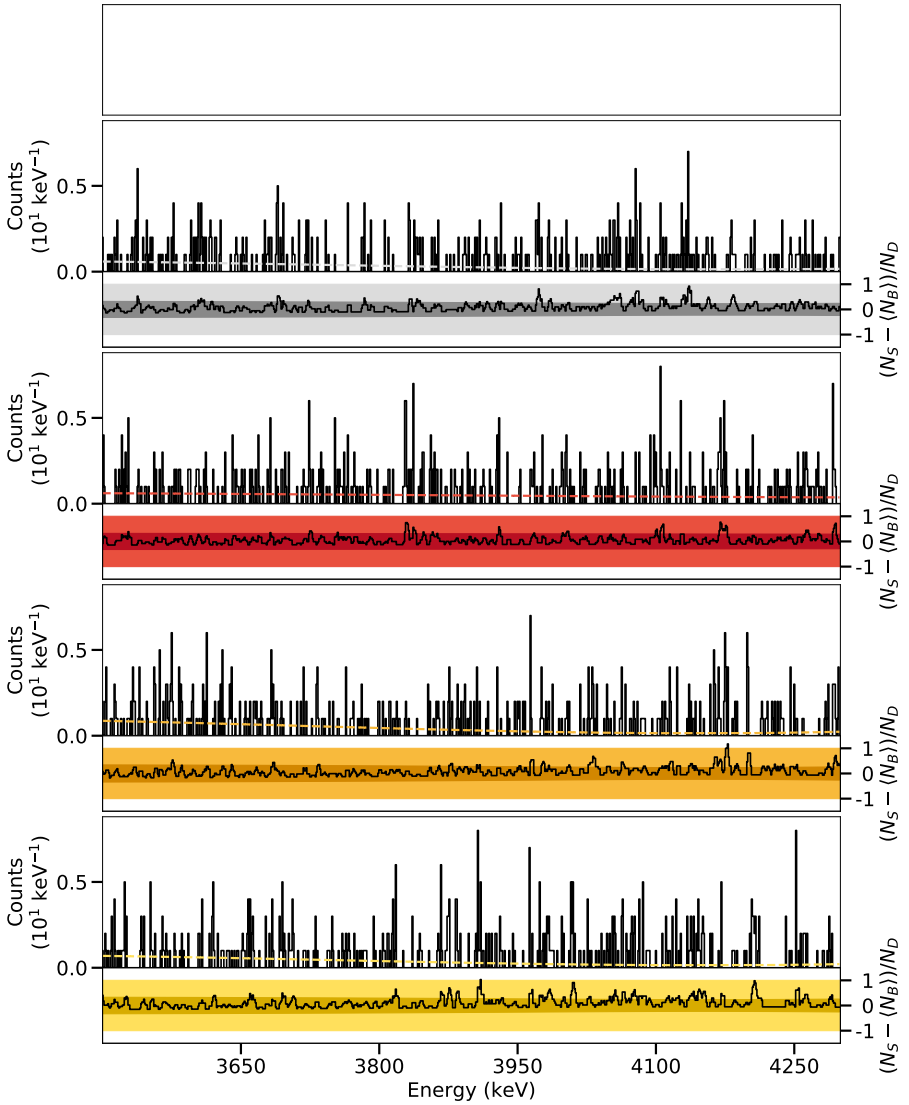 Counts
(10¹ keV⁻¹)
0.5
0.0
1
0
-1
(N_S − ⟨N_B⟩)/N_D
Counts
(10¹ keV⁻¹)
0.5
0.0
1
0
-1
(N_S − ⟨N_B⟩)/N_D
Counts
(10¹ keV⁻¹)
0.5
0.0
1
0
-1
(N_S − ⟨N_B⟩)/N_D
Counts
(10¹ keV⁻¹)
0.5
0.0
1
0
-1
(N_S − ⟨N_B⟩)/N_D
3650 3800 3950 4100 4250
Energy (keV)